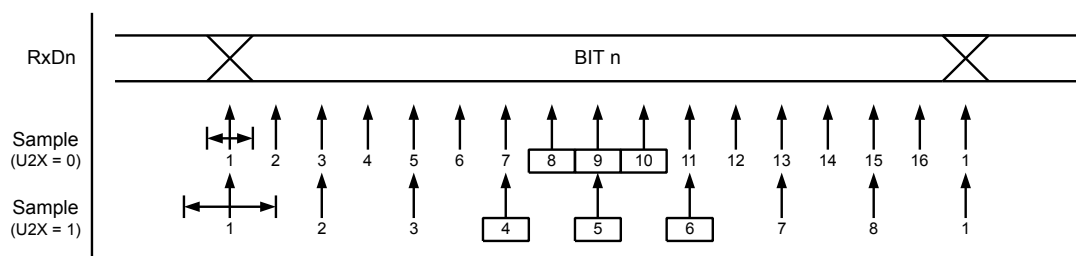 RxDn BIT n
Sample
(U2X = 0)
1 2 3 4 5 6 7 8 9 10 11 12 13 14 15 16 1
Sample
(U2X = 1)
1 2 3 4 5 6 7 8 1